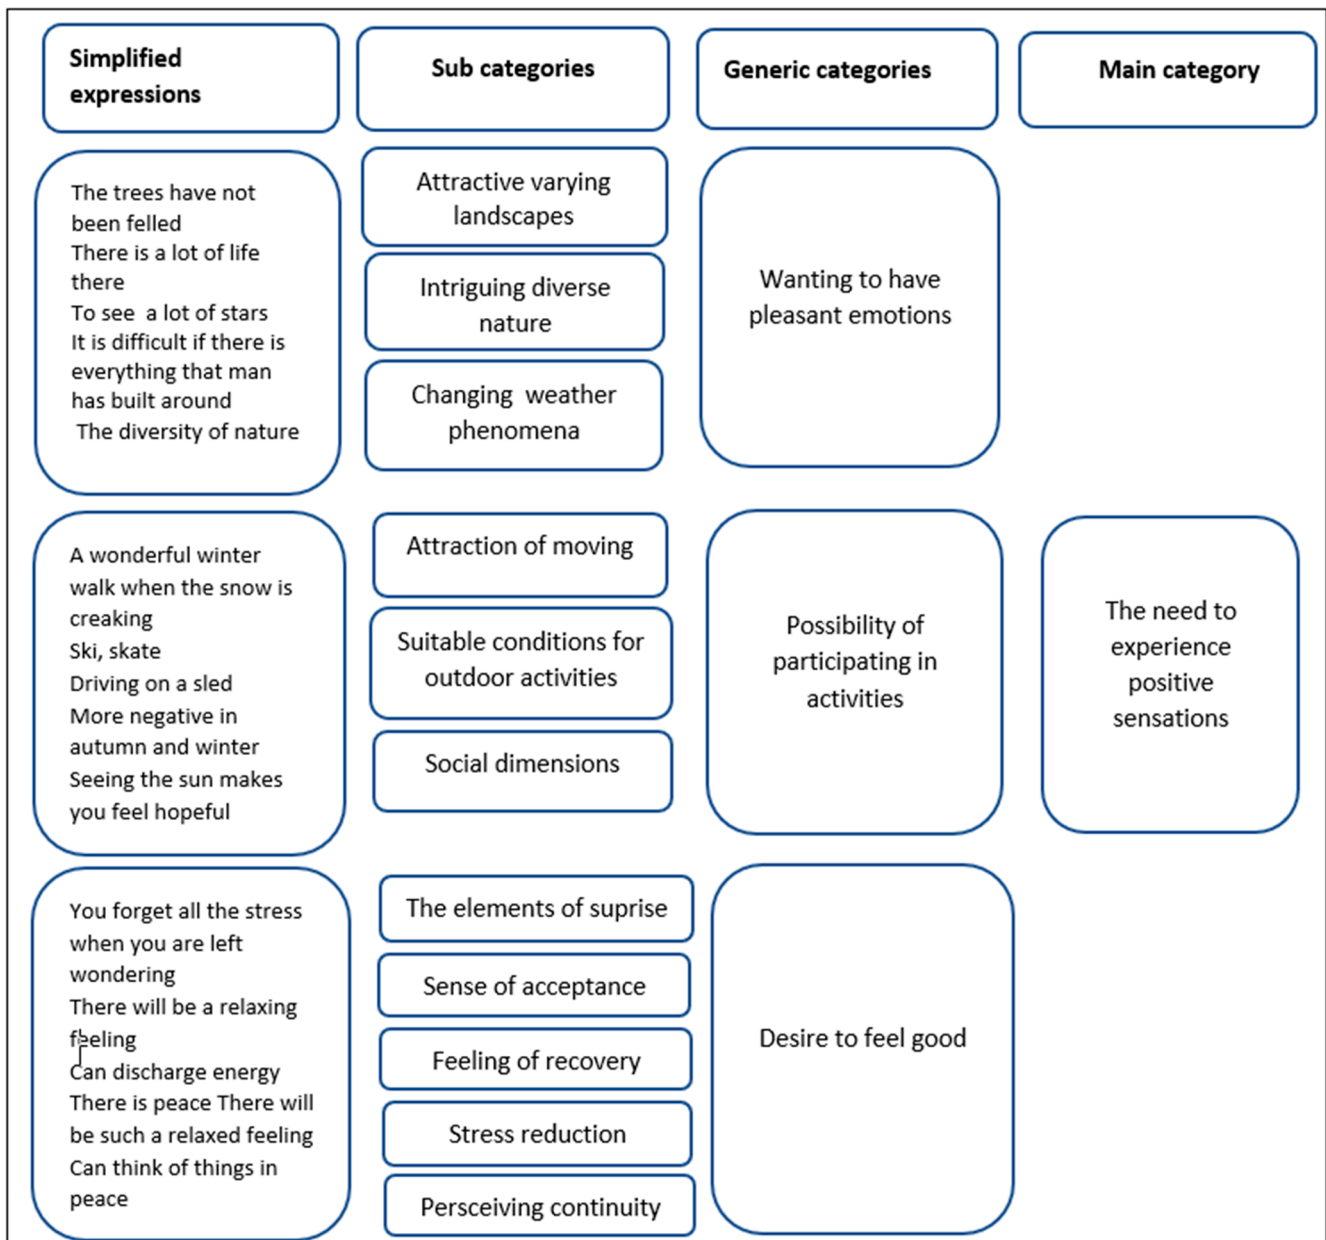 Simplified
expressions
Sub categories
Generic categories
Main category
The trees have not
been felled
There is a lot of life
there
To see a lot of stars
It is difficult if there is
everything that man
has built around
The diversity of nature
Attractive varying
landscapes
Intriguing diverse
nature
Changing weather
phenomena
Wanting to have
pleasant emotions
A wonderful winter
walk when the snow is
creaking
Ski, skate
Driving on a sled
More negative in
autumn and winter
Seeing the sun makes
you feel hopeful
Attraction of moving
Suitable conditions for
outdoor activities
Social dimensions
Possibility of
participating in
activities
The need to
experience
positive
sensations
You forget all the stress
when you are left
wondering
There will be a relaxing
feeling
Can discharge energy
There is peace There will
be such a relaxed feeling
Can think of things in
peace
The elements of suprise
Sense of acceptance
Feeling of recovery
Stress reduction
Persceiving continuity
Desire to feel good